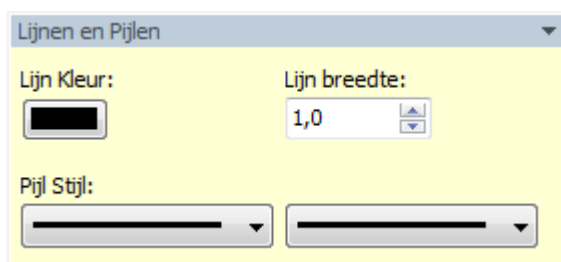 Lijnen en Pijlen
Lijn Kleur: Lijn breedte:
1,0
Pijl Stijl: